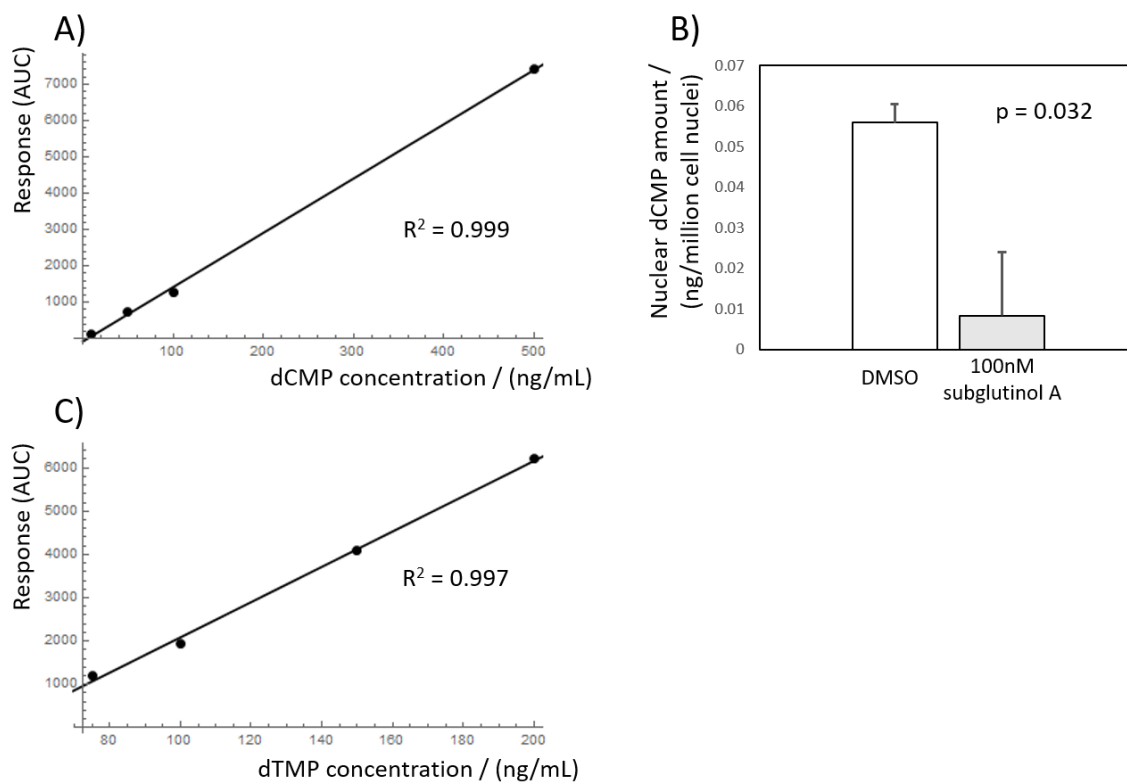 A)
Response (AUC)
7000
6000
5000
4000
3000
2000
1000
R² = 0.999
100
200
300
400
500
dCMP concentration / (ng/mL)
B)
Nuclear dCMP amount /
(ng/million cell nuclei)
0.07
0.06
0.05
0.04
0.03
0.02
0.01
0
p = 0.032
DMSO
100nM
subglutinol A
C)
Response (AUC)
6000
5000
4000
3000
2000
1000
R² = 0.997
80
100
120
140
160
180
200
dTMP concentration / (ng/mL)